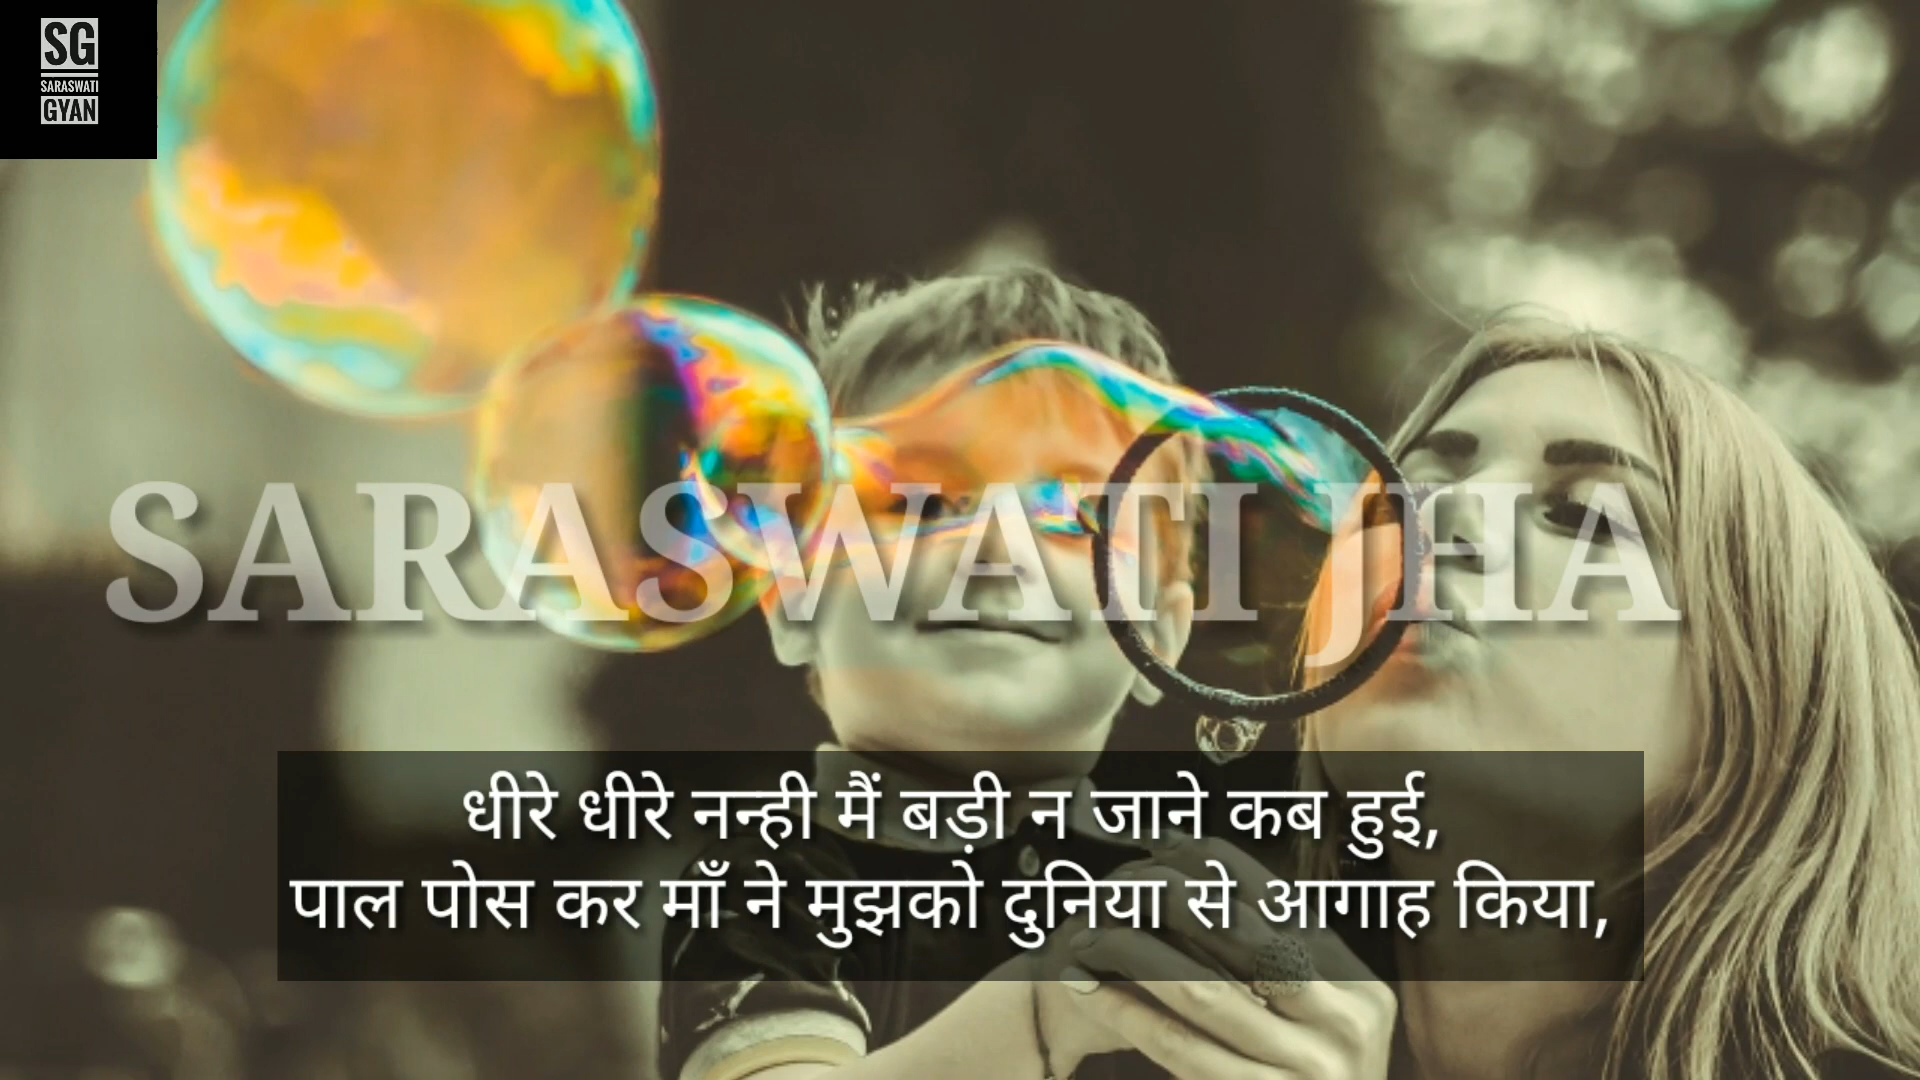 SG
SARASWATI
GYAN
SARASWATI JHA
धीरे धीरे नन्ही मैं बड़ी न जाने कब हुई,
पाल पोस कर माँ ने मुझको दुनिया से आगाह किया,